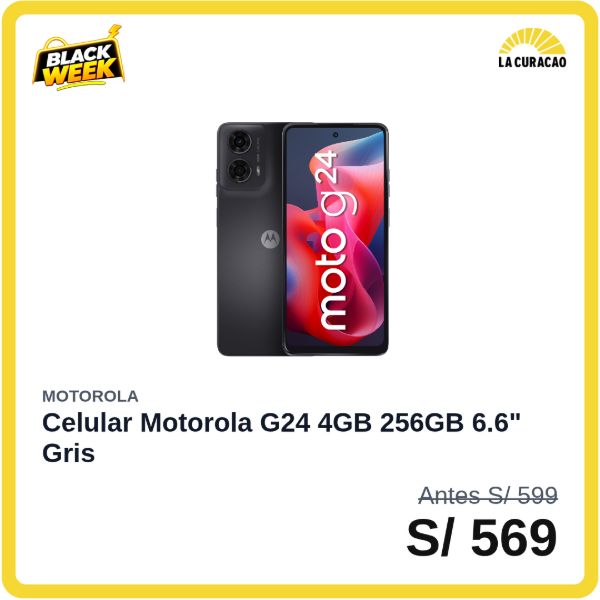 BLACK
WEEK
LA CURACAO
moto g24
MOTOROLA
Celular Motorola G24 4GB 256GB 6.6"
Gris
Antes S/ 599
S/ 569